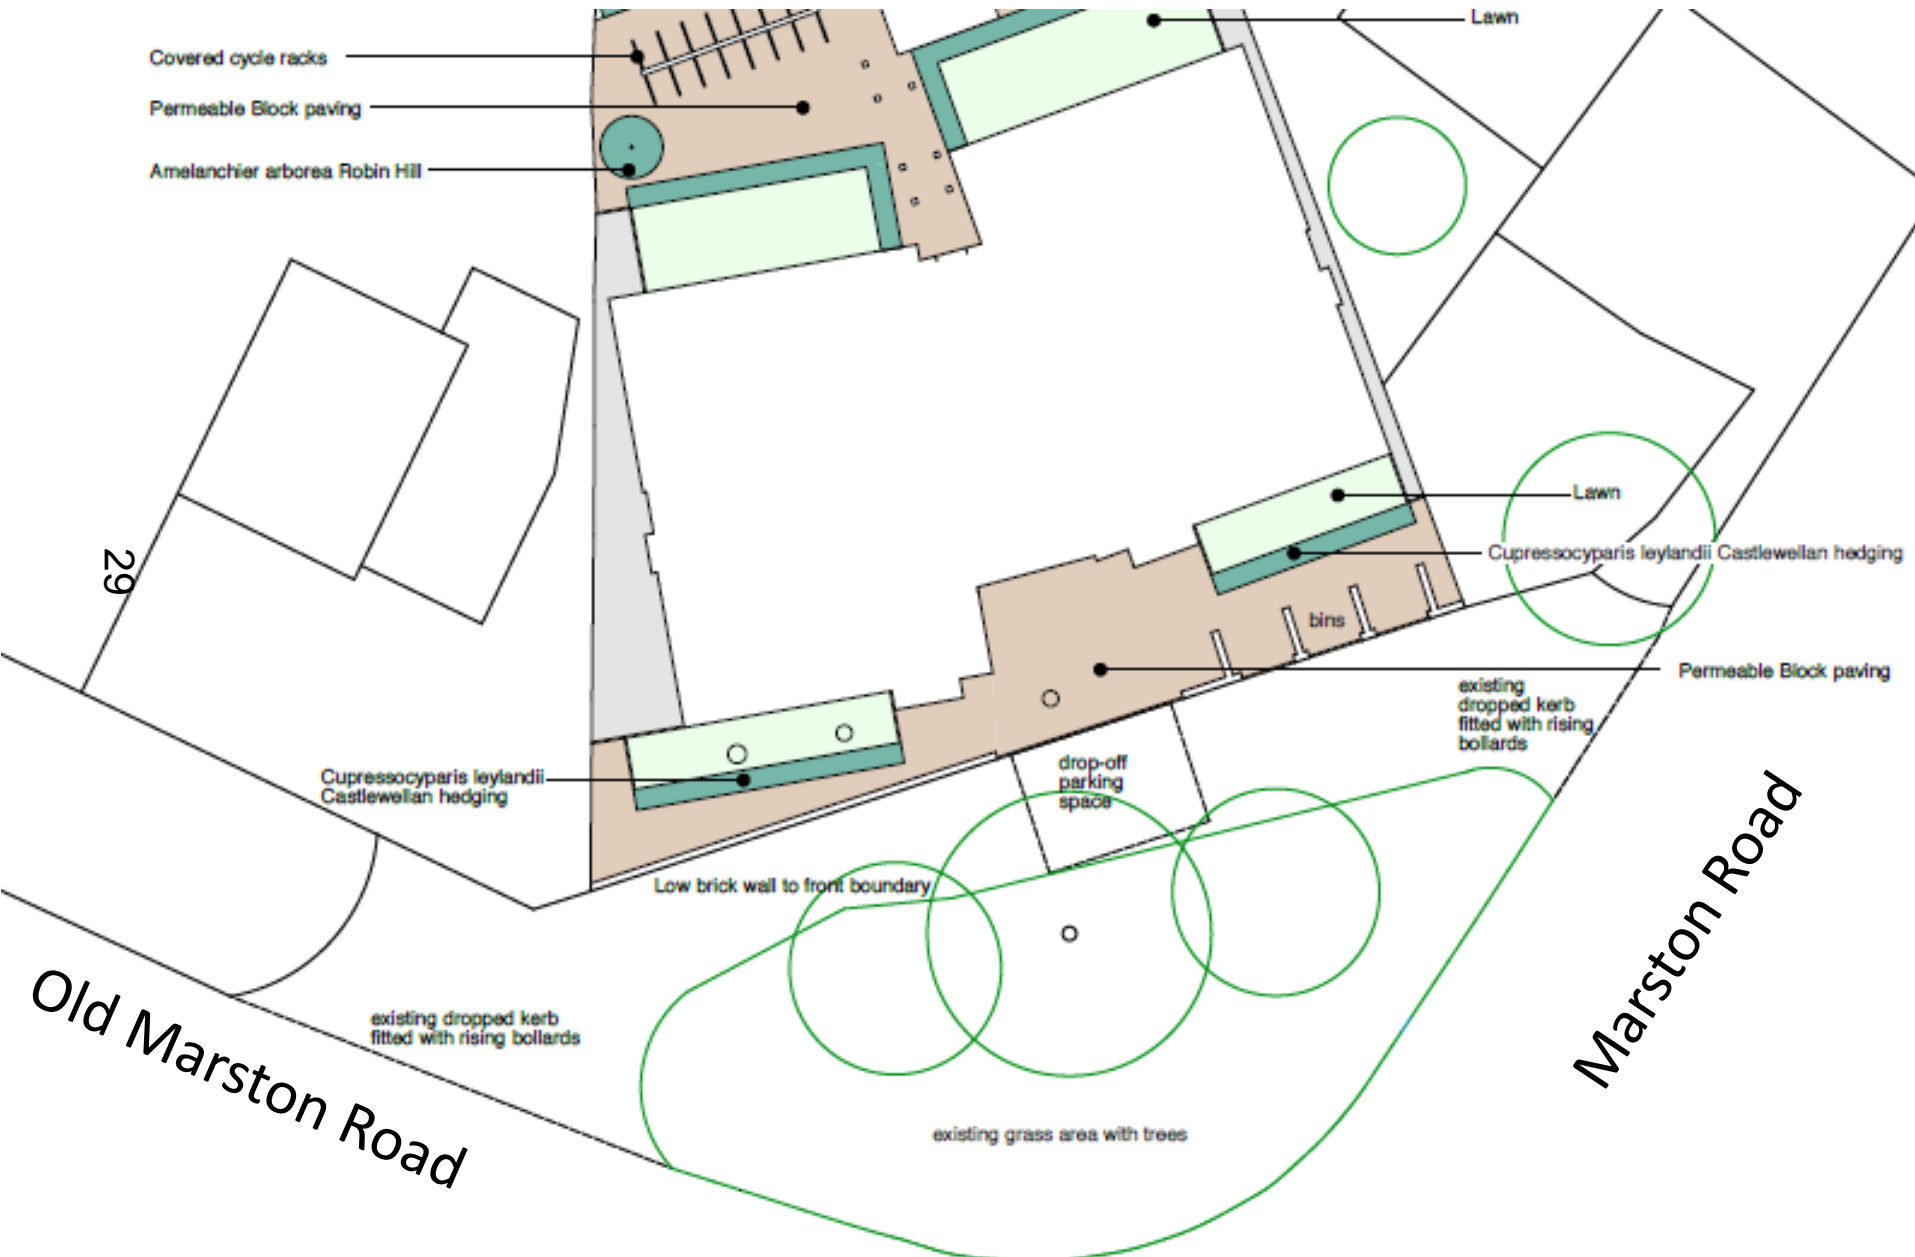 Lawn
Covered cycle racks
Permeable Block paving
Amelanchier arborea Robin Hill
29
Lawn
Cupressocyparis leylandii Castlewellan hedging
bins
Permeable Block paving
existing
dropped kerb
fitted with rising
bollards
drop-off
parking
space
Cupressocyparis leylandii
Castlewellan hedging
Low brick wall to front boundary
Marston Road
Old Marston Road
existing dropped kerb
fitted with rising bollards
existing grass area with trees